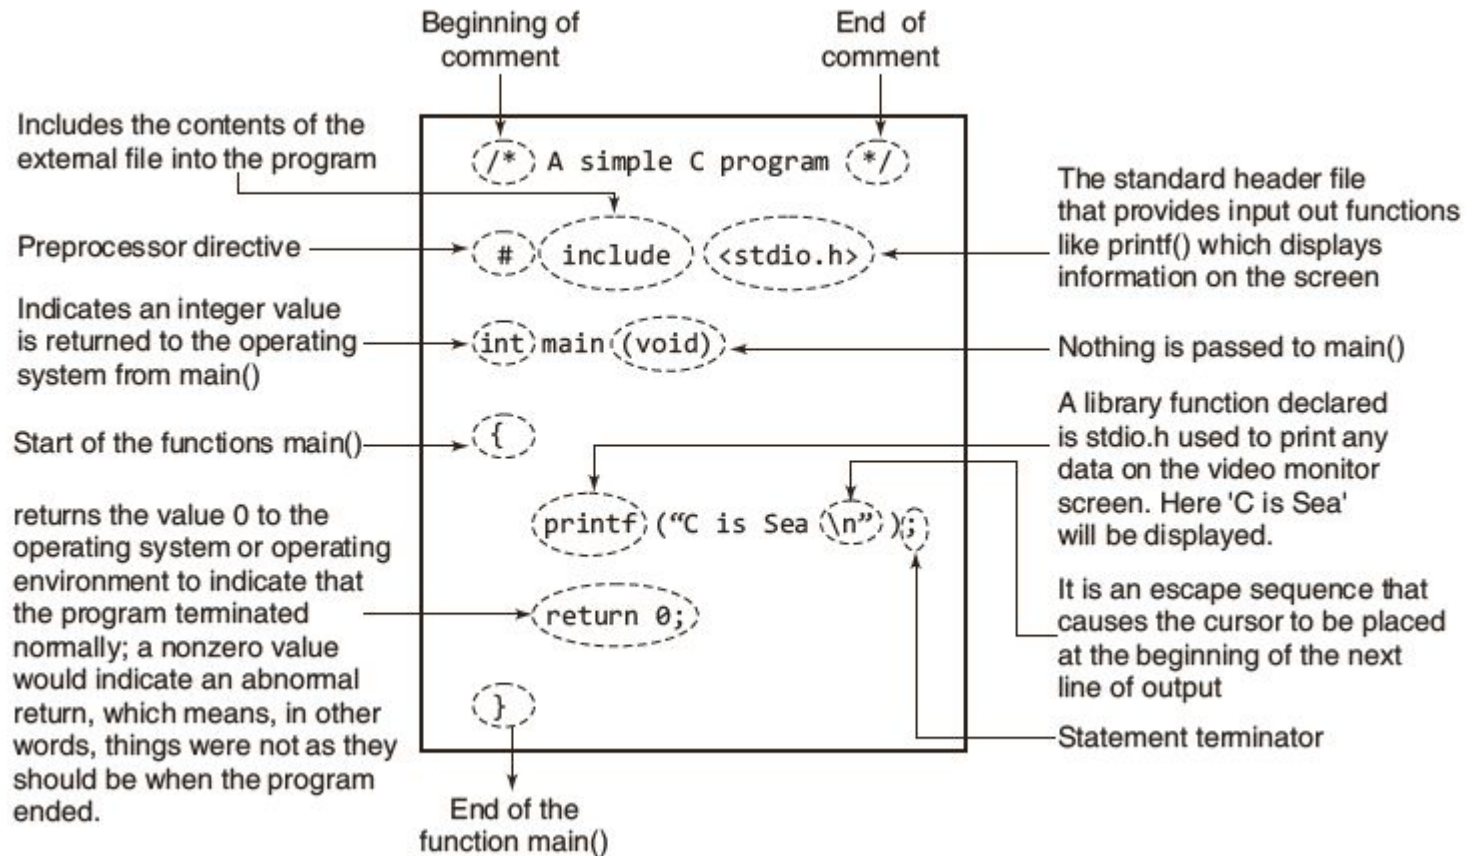 Beginning of
comment
End of
comment
Includes the contents of the
external file into the program
/* A simple C program */
The standard header file
that provides input out functions
like printf() which displays
information on the screen
Preprocessor directive
# include <stdio.h>
Indicates an integer value
is returned to the operating
system from main()
int main (void)
Nothing is passed to main()
Start of the functions main()
{
A library function declared
is stdio.h used to print any
data on the video monitor
screen. Here 'C is Sea'
will be displayed.
printf (“C is Sea \n” );
returns the value 0 to the
operating system or operating
environment to indicate that
the program terminated
normally; a nonzero value
would indicate an abnormal
return, which means, in other
words, things were not as they
should be when the program
ended.
return 0;
It is an escape sequence that
causes the cursor to be placed
at the beginning of the next
line of output
}
Statement terminator
End of the
function main()